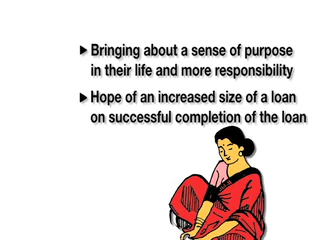 Bringing about a sense of purpose
in their life and more responsibility
Hope of an increased size of a loan
on successful completion of the loan